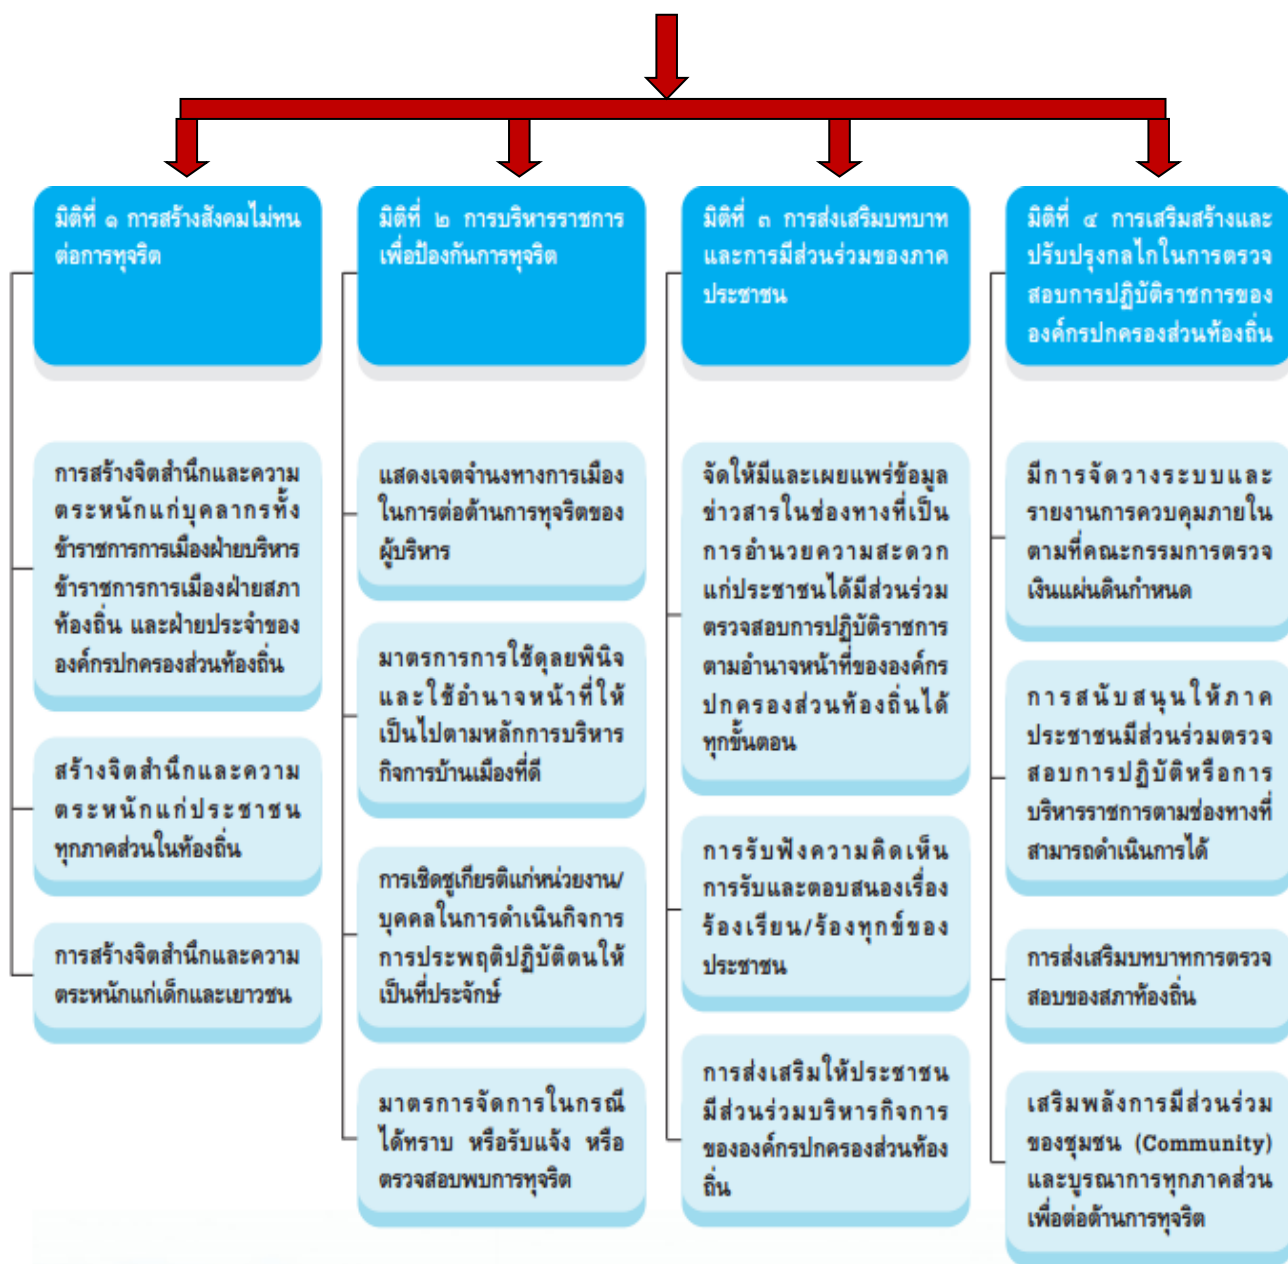 มิติที่ ๑ การสร้างสังคมไม่ทน
ต่อการทุจริต
การสร้างจิตสำนึกและความ
ตระหนักแก่บุคลากรทั้ง
ข้าราชการการเมืองฝ่ายบริหาร
ข้าราชการการเมืองฝ่ายสภา
ท้องถิ่น และฝ่ายประจำของ
องค์กรปกครองส่วนท้องถิ่น
สร้างจิตสำนึกและความ
ตระหนักแก่ประชาชน
ทุกภาคส่วนในท้องถิ่น
การสร้างจิตสำนึกและความ
ตระหนักแก่เด็กและเยาวชน
มิติที่ ๒ การบริหารราชการ
เพื่อป้องกันการทุจริต
แสดงเจตจำนงทางการเมือง
ในการต่อต้านการทุจริตของ
ผู้บริหาร
มาตรการการใช้ดุลยพินิจ
และใช้อำนาจหน้าที่ให้
เป็นไปตามหลักการบริหาร
กิจการบ้านเมืองที่ดี
การเชิดชูเกียรติแก่หน่วยงาน/
บุคคลในการดำเนินกิจการ
การประพฤติปฏิบัติตนให้
เป็นที่ประจักษ์
มาตรการจัดการในกรณี
ได้ทราบ หรือรับแจ้ง หรือ
ตรวจสอบพบการทุจริต
มิติที่ ๓ การส่งเสริมบทบาท
และการมีส่วนร่วมของภาค
ประชาชน
จัดให้มีและเผยแพร่ข้อมูล
ข่าวสารในช่องทางที่เป็น
การอำนวยความสะดวก
แก่ประชาชนได้มีส่วนร่วม
ตรวจสอบการปฏิบัติราชการ
ตามอำนาจหน้าที่ขององค์กร
ปกครองส่วนท้องถิ่นได้
ทุกขั้นตอน
การรับฟังความคิดเห็น
การรับและตอบสนองเรื่อง
ร้องเรียน/ร้องทุกข์ของ
ประชาชน
การส่งเสริมให้ประชาชน
มีส่วนร่วมบริหารกิจการ
ขององค์กรปกครองส่วนท้อง
ถิ่น
มิติที่ ๔ การเสริมสร้างและ
ปรับปรุงกลไกในการตรวจ
สอบการปฏิบัติราชการของ
องค์กรปกครองส่วนท้องถิ่น
มีการจัดวางระบบและ
รายงานการควบคุมภายใน
ตามที่คณะกรรมการตรวจ
เงินแผ่นดินกำหนด
การสนับสนุนให้ภาค
ประชาชนมีส่วนร่วมตรวจ
สอบการปฏิบัติหรือการ
บริหารราชการตามช่องทางที่
สามารถดำเนินการได้
การส่งเสริมบทบาทการตรวจ
สอบของสภาท้องถิ่น
เสริมพลังการมีส่วนร่วม
ของชุมชน (Community)
และบูรณาการทุกภาคส่วน
เพื่อต่อต้านการทุจริต